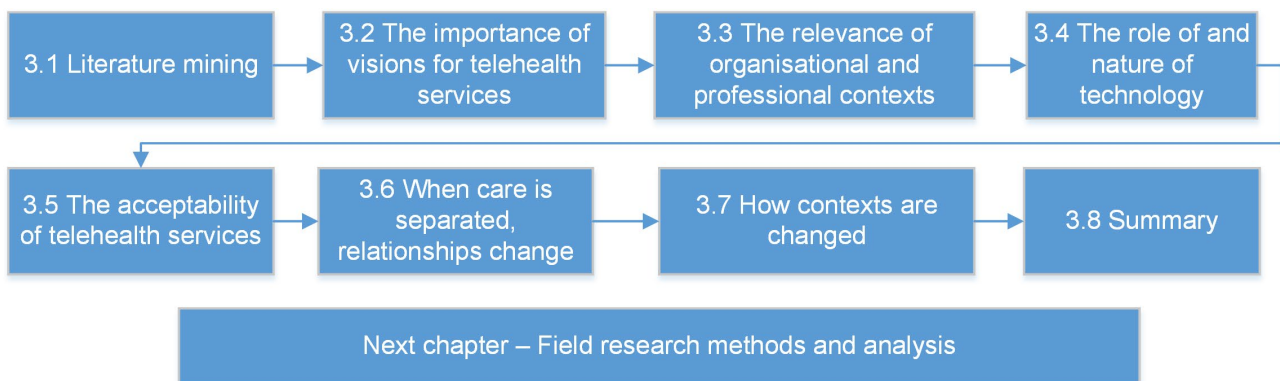 3.1 Literature mining
3.2 The importance of
visions for telehealth
services
3.3 The relevance of
organisational and
professional contexts
3.4 The role of and
nature of
technology
3.5 The acceptability
of telehealth services
3.6 When care is
separated,
relationships change
3.7 How contexts are
changed
3.8 Summary
Next chapter – Field research methods and analysis